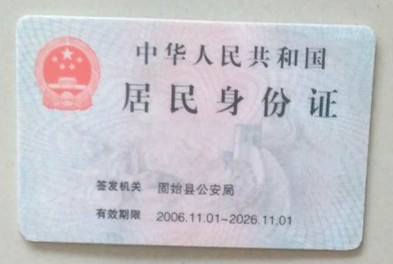 中华人民共和国
居民身份证
签发机关 固始县公安局
有效期限 2006.11.01-2026.11.01